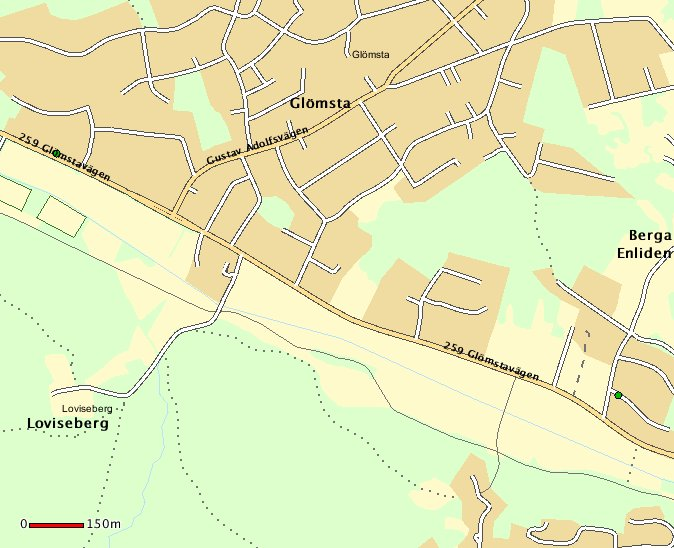 Glömsta
Glömsta
Gustav Adolfsvägen
259 Glömstavägen
Berga
Enliden
259 Glömstavägen
Loviseberg
Loviseberg
0 150m